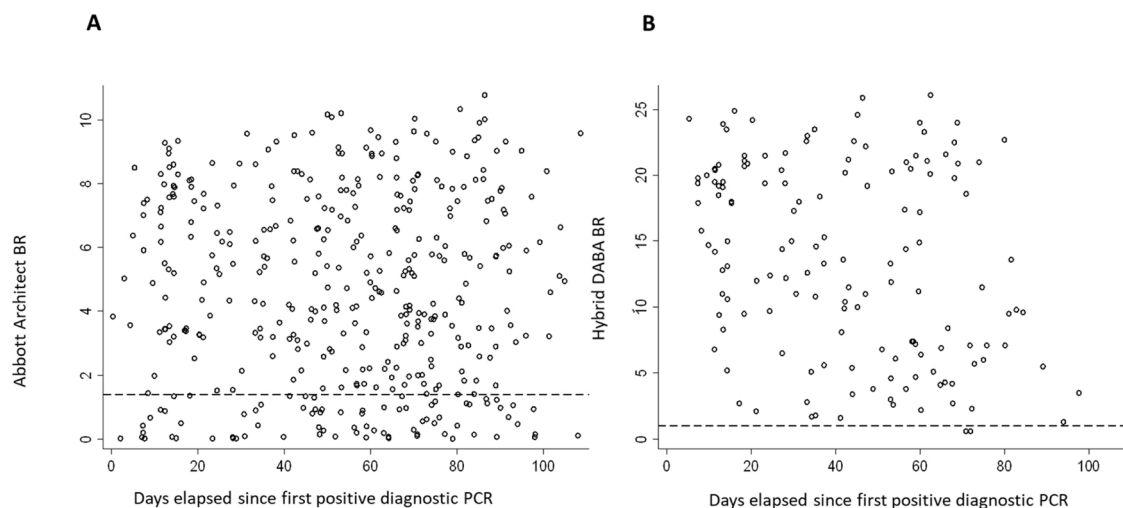 A
B
Abbott Architect BR
10
8
6
4
2
0
0 20 40 60 80 100
Days elapsed since first positive diagnostic PCR
Hybrid DABA BR
25
20
15
10
5
0
0 20 40 60 80 100
Days elapsed since first positive diagnostic PCR